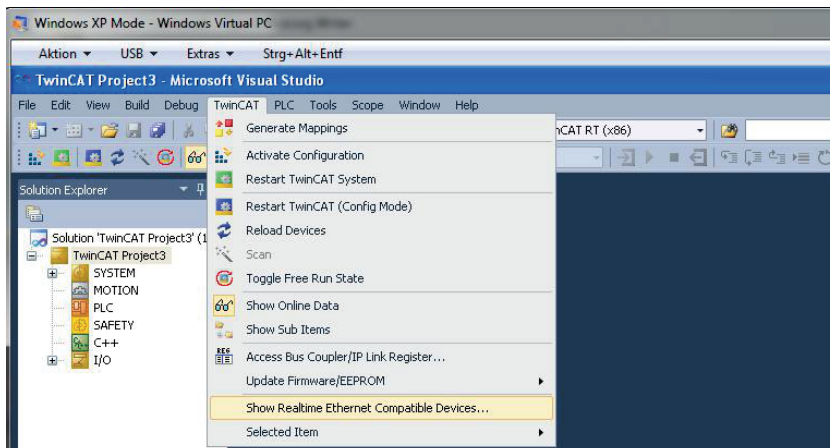 Windows XP Mode - Windows Virtual PC
Aktion USB Extras Strg+Alt+Entf
TwinCAT Project3 - Microsoft Visual Studio
File Edit View Build Debug TwinCAT PLC Tools Scope Window Help
Generate Mappings
CAT RT (x86)
Activate Configuration
Restart TwinCAT System
Solution Explorer
Restart TwinCAT (Config Mode)
Reload Devices
Solution 'TwinCAT Project3' (1
TwinCAT Project3
Scan
SYSTEM
Toggle Free Run State
MOTION
PLC
Show Online Data
SAFETY
Show Sub Items
C++
I/O
REG
Access Bus Coupler/IP Link Register...
Update Firmware/EEPROM
Show Realtime Ethernet Compatible Devices...
Selected Item